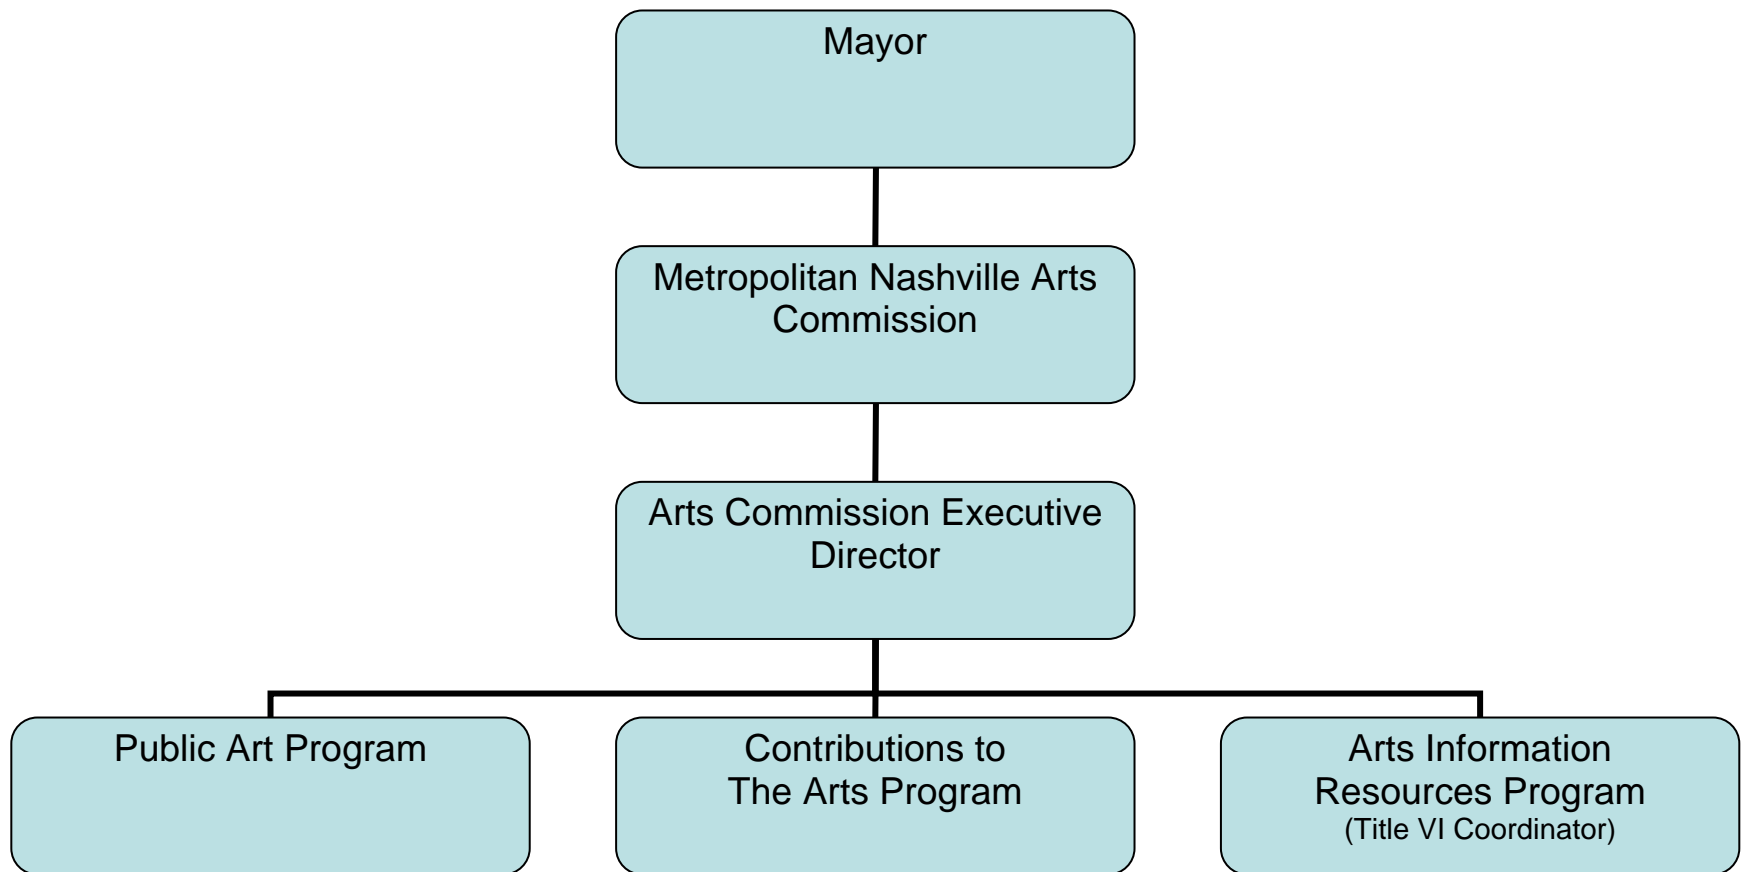 Mayor
Metropolitan Nashville Arts
Commission
Arts Commission Executive
Director
Public Art Program
Contributions to
The Arts Program
Arts Information
Resources Program
(Title VI Coordinator)